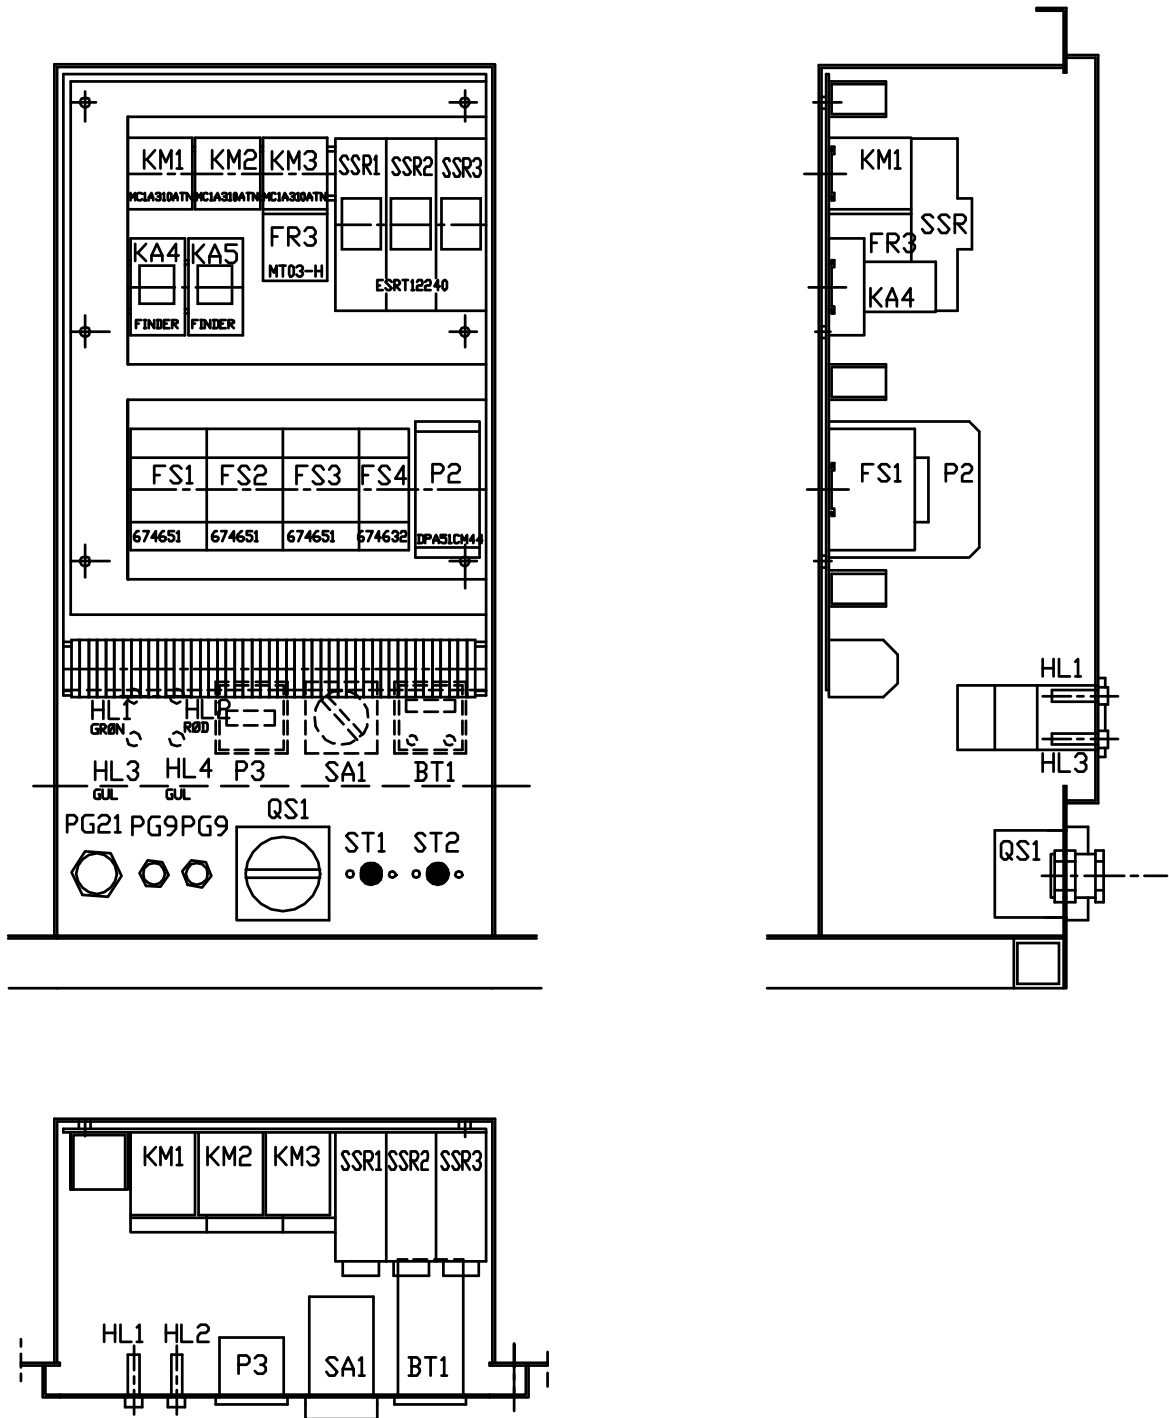 KM1 KM2 KM3 SSR1 SSR2 SSR3
MC1A310ATN MC1A310ATN MC1A310ATN
FR3
KA4 KA5
MT03-H
ESRT12240
FINDER FINDER
FS1 FS2 FS3 FS4 P2
674651 674651 674651 674632 DPA51CM44
HL1 HL2
GRØN RØD
HL3 HL4 P3 SA1 BT1
GUL GUL
QS1
PG21 PG9 PG9
ST1 ST2
KM1
SSR
FR3
KA4
FS1 P2
HL1
HL3
QS1
KM1 KM2 KM3 SSR1 SSR2 SSR3
HL1 HL2
P3 SA1 BT1